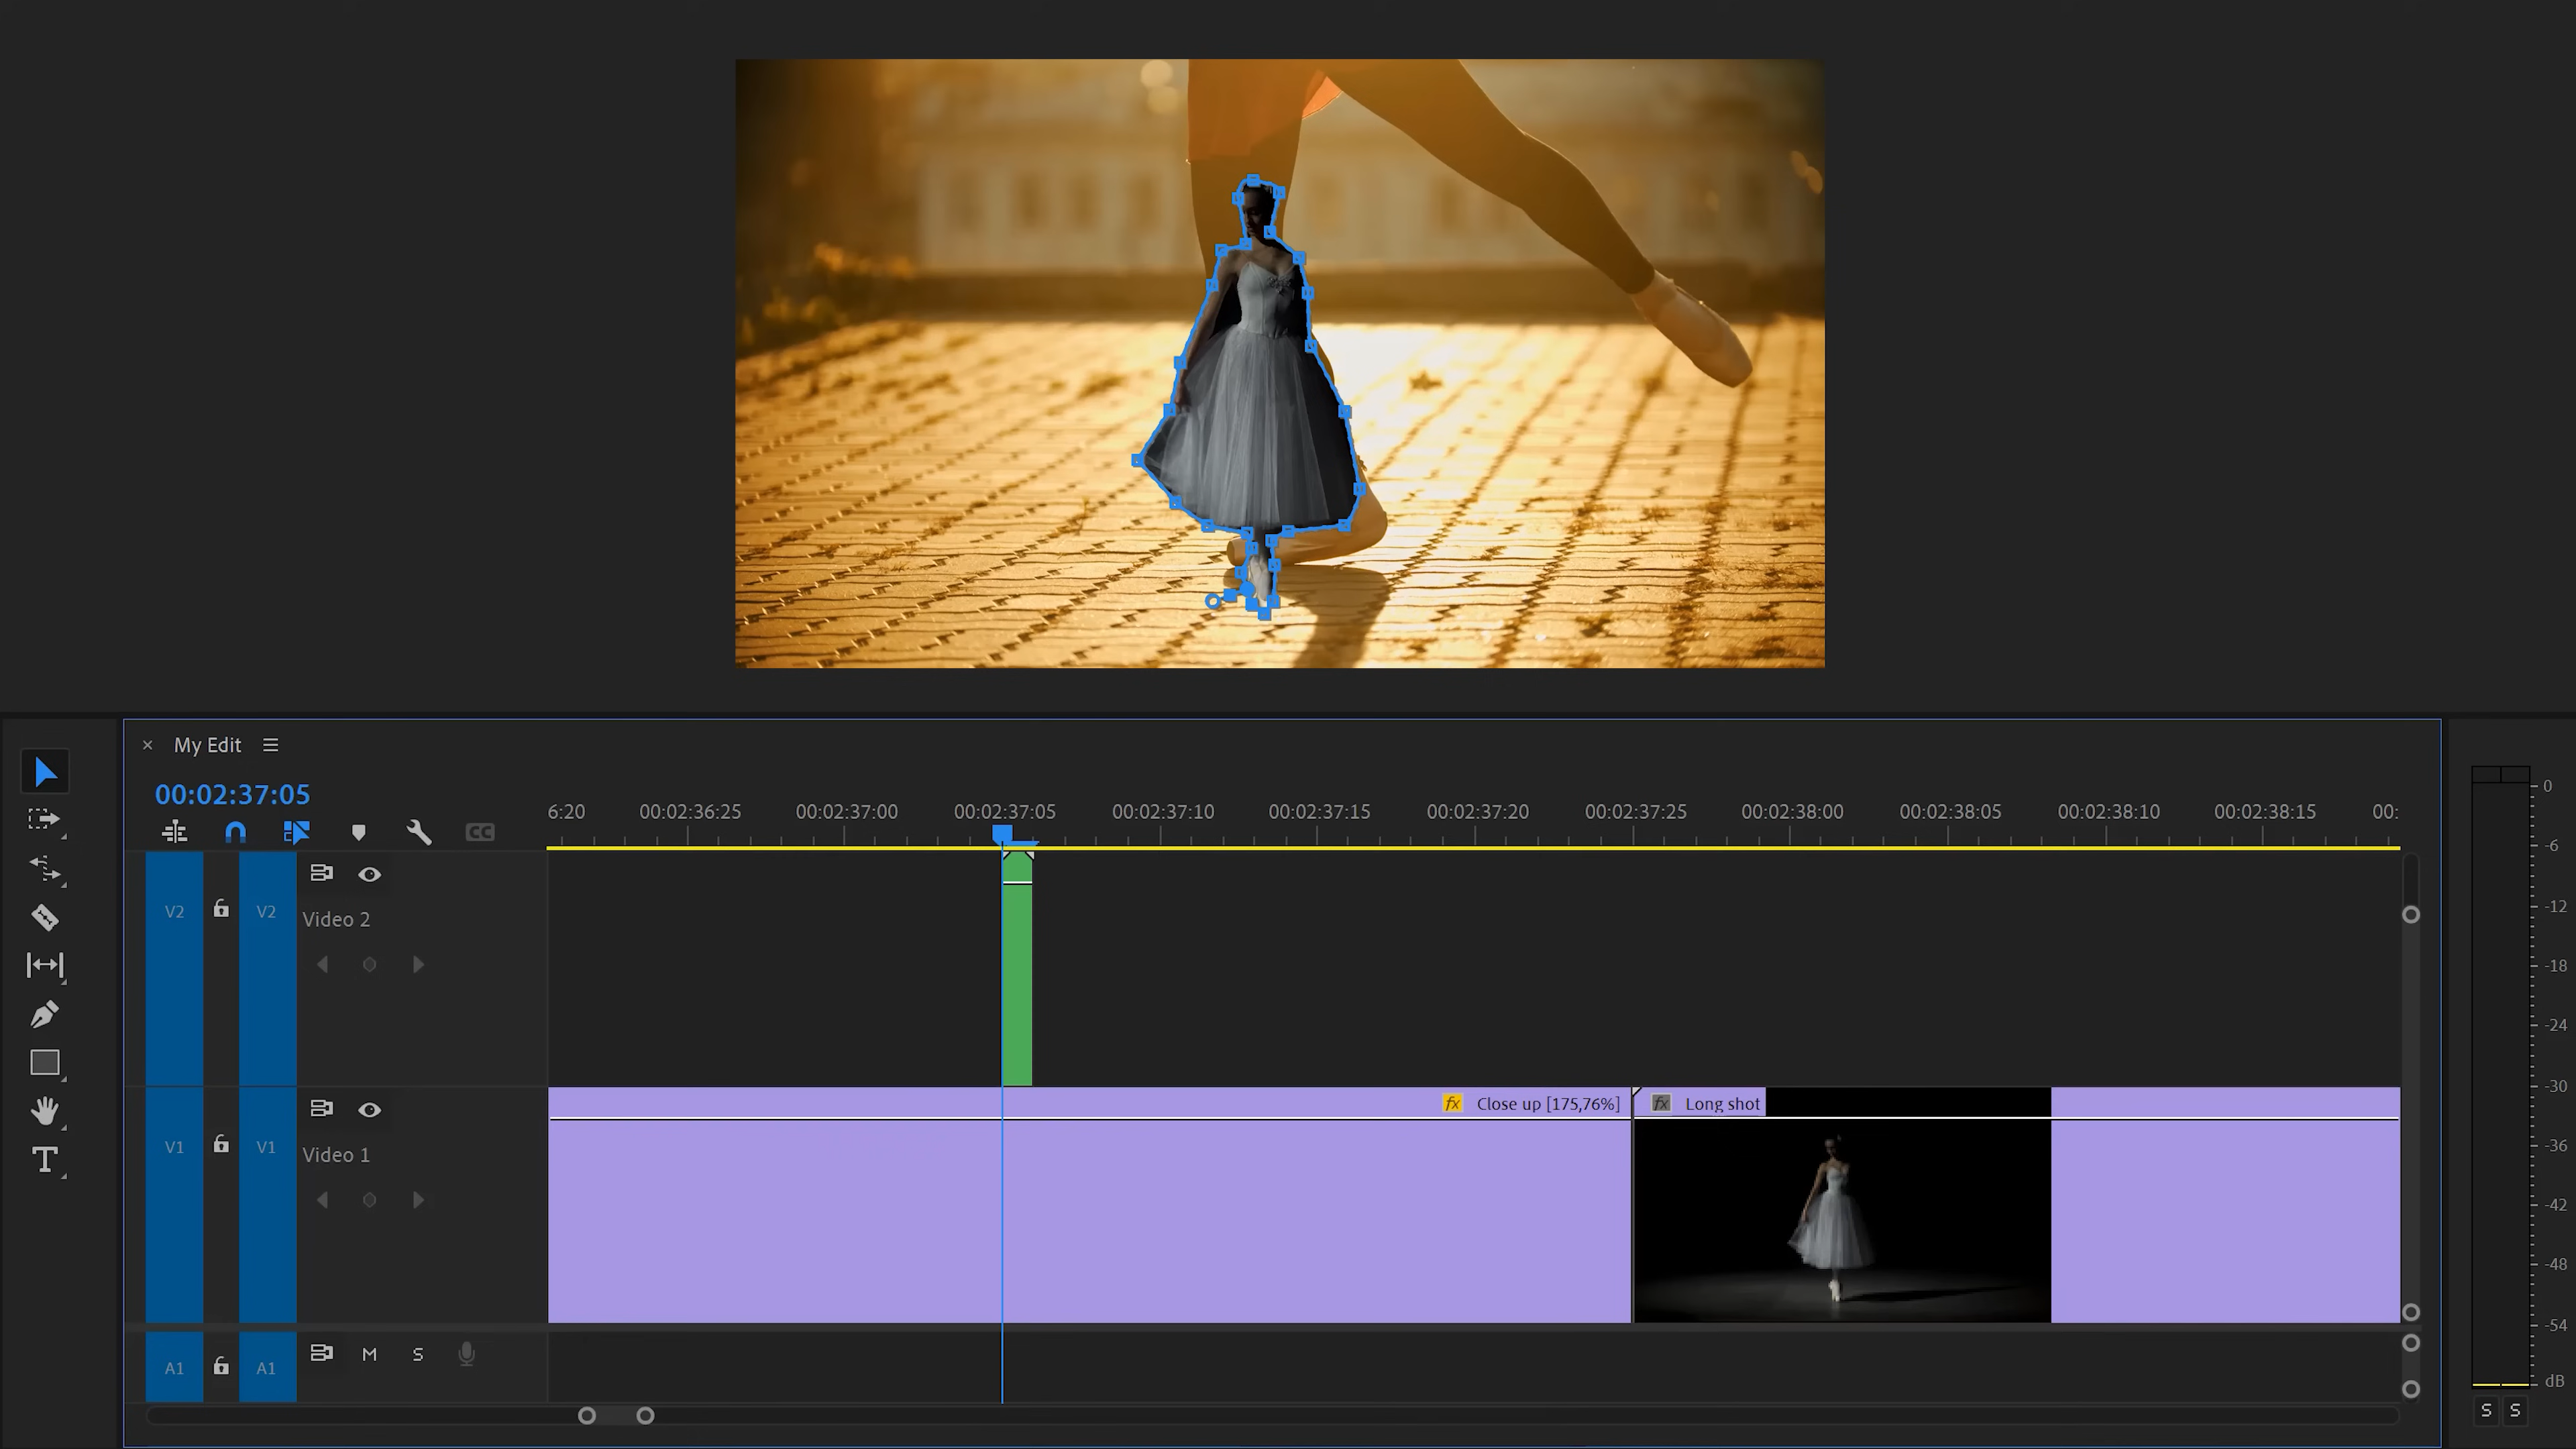 My Edit
00:02:37:05
6:20 00:02:36:25 00:02:37:00 00:02:37:05 00:02:37:10 00:02:37:15 00:02:37:20 00:02:37:25 00:02:38:00 00:02:38:05 00:02:38:10 00:02:38:15 00:
CC
V2 V2 Video 2
fx Close up [175,76%] fx Long shot
V1 V1 Video 1
A1 A1 M S
T
0
-6
-12
-18
-24
-30
-36
-42
-48
-54
dB
S S